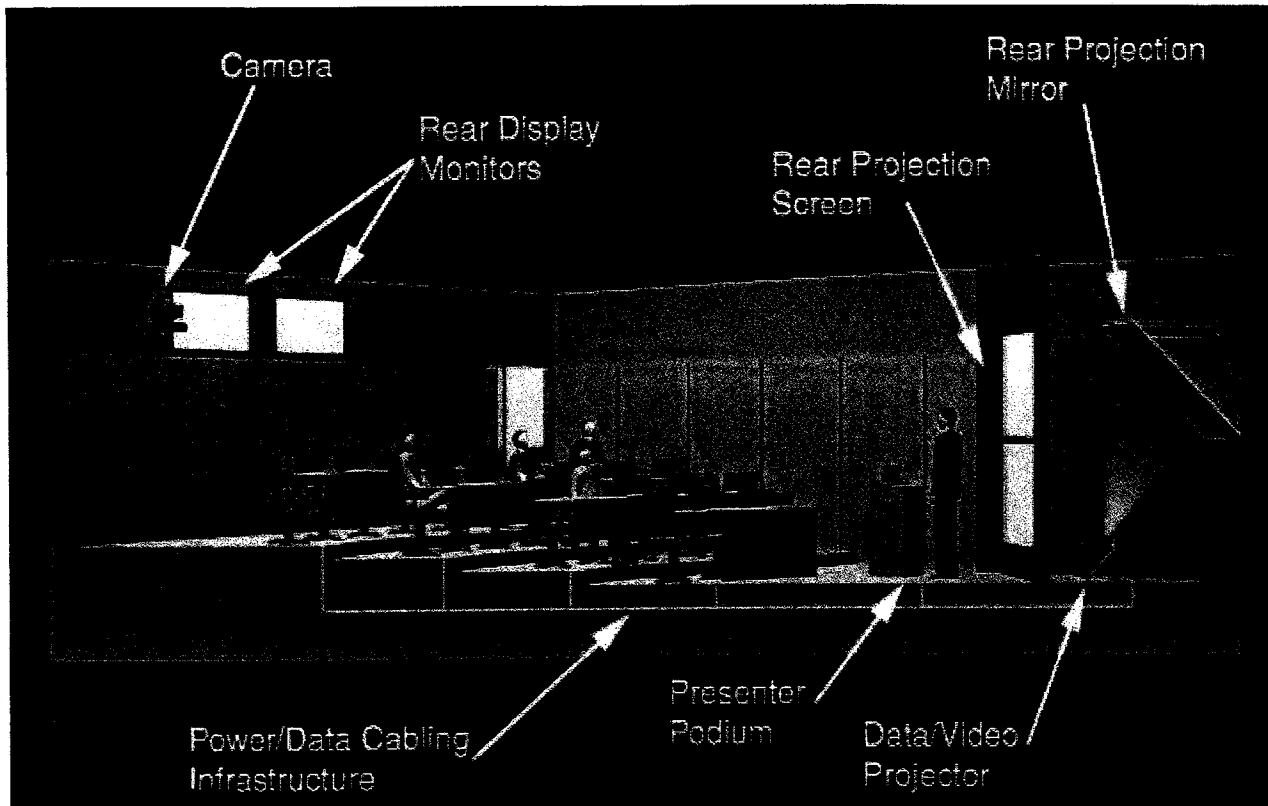 Camera
Rear Display
Monitors
Rear Projection
Mirror
Rear Projection
Screen
Power/Data Cabling
Infrastructure
Presenter
Podium
Data/Video
Projector